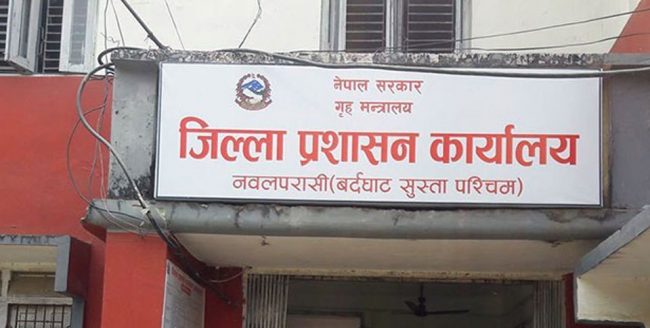 नेपाल सरकार
गृह मन्त्रालय
जिल्ला प्रशासन कार्यालय
नवलपरासी(बर्दघाट सुस्ता पश्चिम)